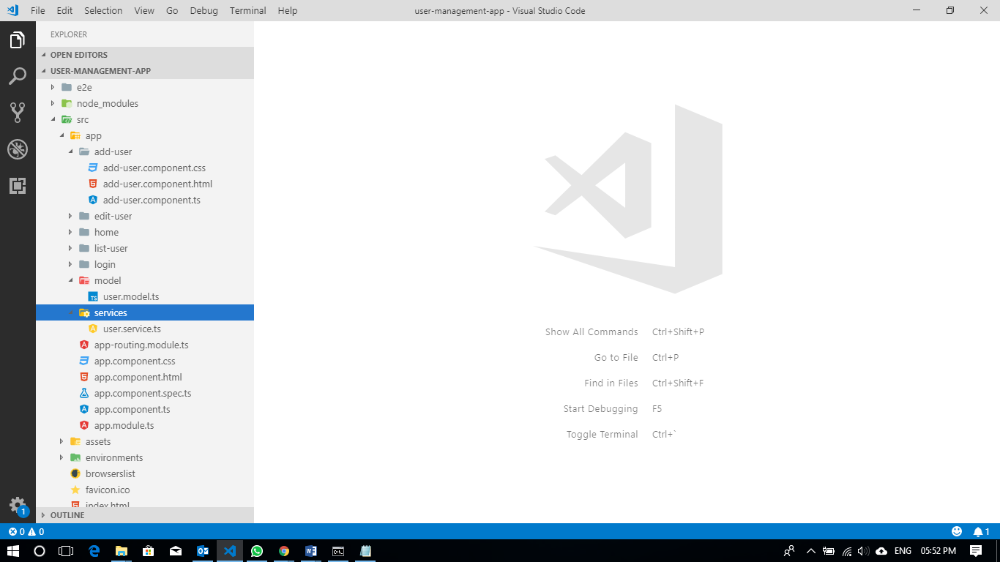 File Edit Selection View Go Debug Terminal Help user-management-app - Visual Studio Code
EXPLORER
OPEN EDITORS
USER-MANAGEMENT-APP
e2e
node_modules
src
app
add-user
add-user.component.css
add-user.component.html
add-user.component.ts
edit-user
home
list-user
login
model
TS user.model.ts
services
user.service.ts
app-routing.module.ts
app.component.css
app.component.html
app.component.spec.ts
app.component.ts
app.module.ts
assets
environments
browserslist
favicon.ico
index.html
OUTLINE
Show All Commands Ctrl+Shift+P
Go to File Ctrl+P
Find in Files Ctrl+Shift+F
Start Debugging F5
Toggle Terminal Ctrl+`
1
0 0 1
ENG 05:52 PM